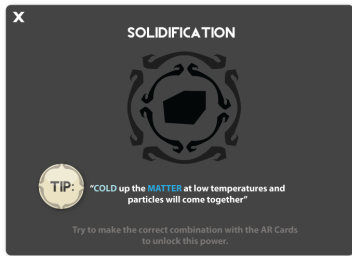 X
SOLIDIFICATION
TIP:
"COLD up the MATTER at low temperatures and
particles will come together"
Try to make the correct combination with the AR Cards
to unlock this power.